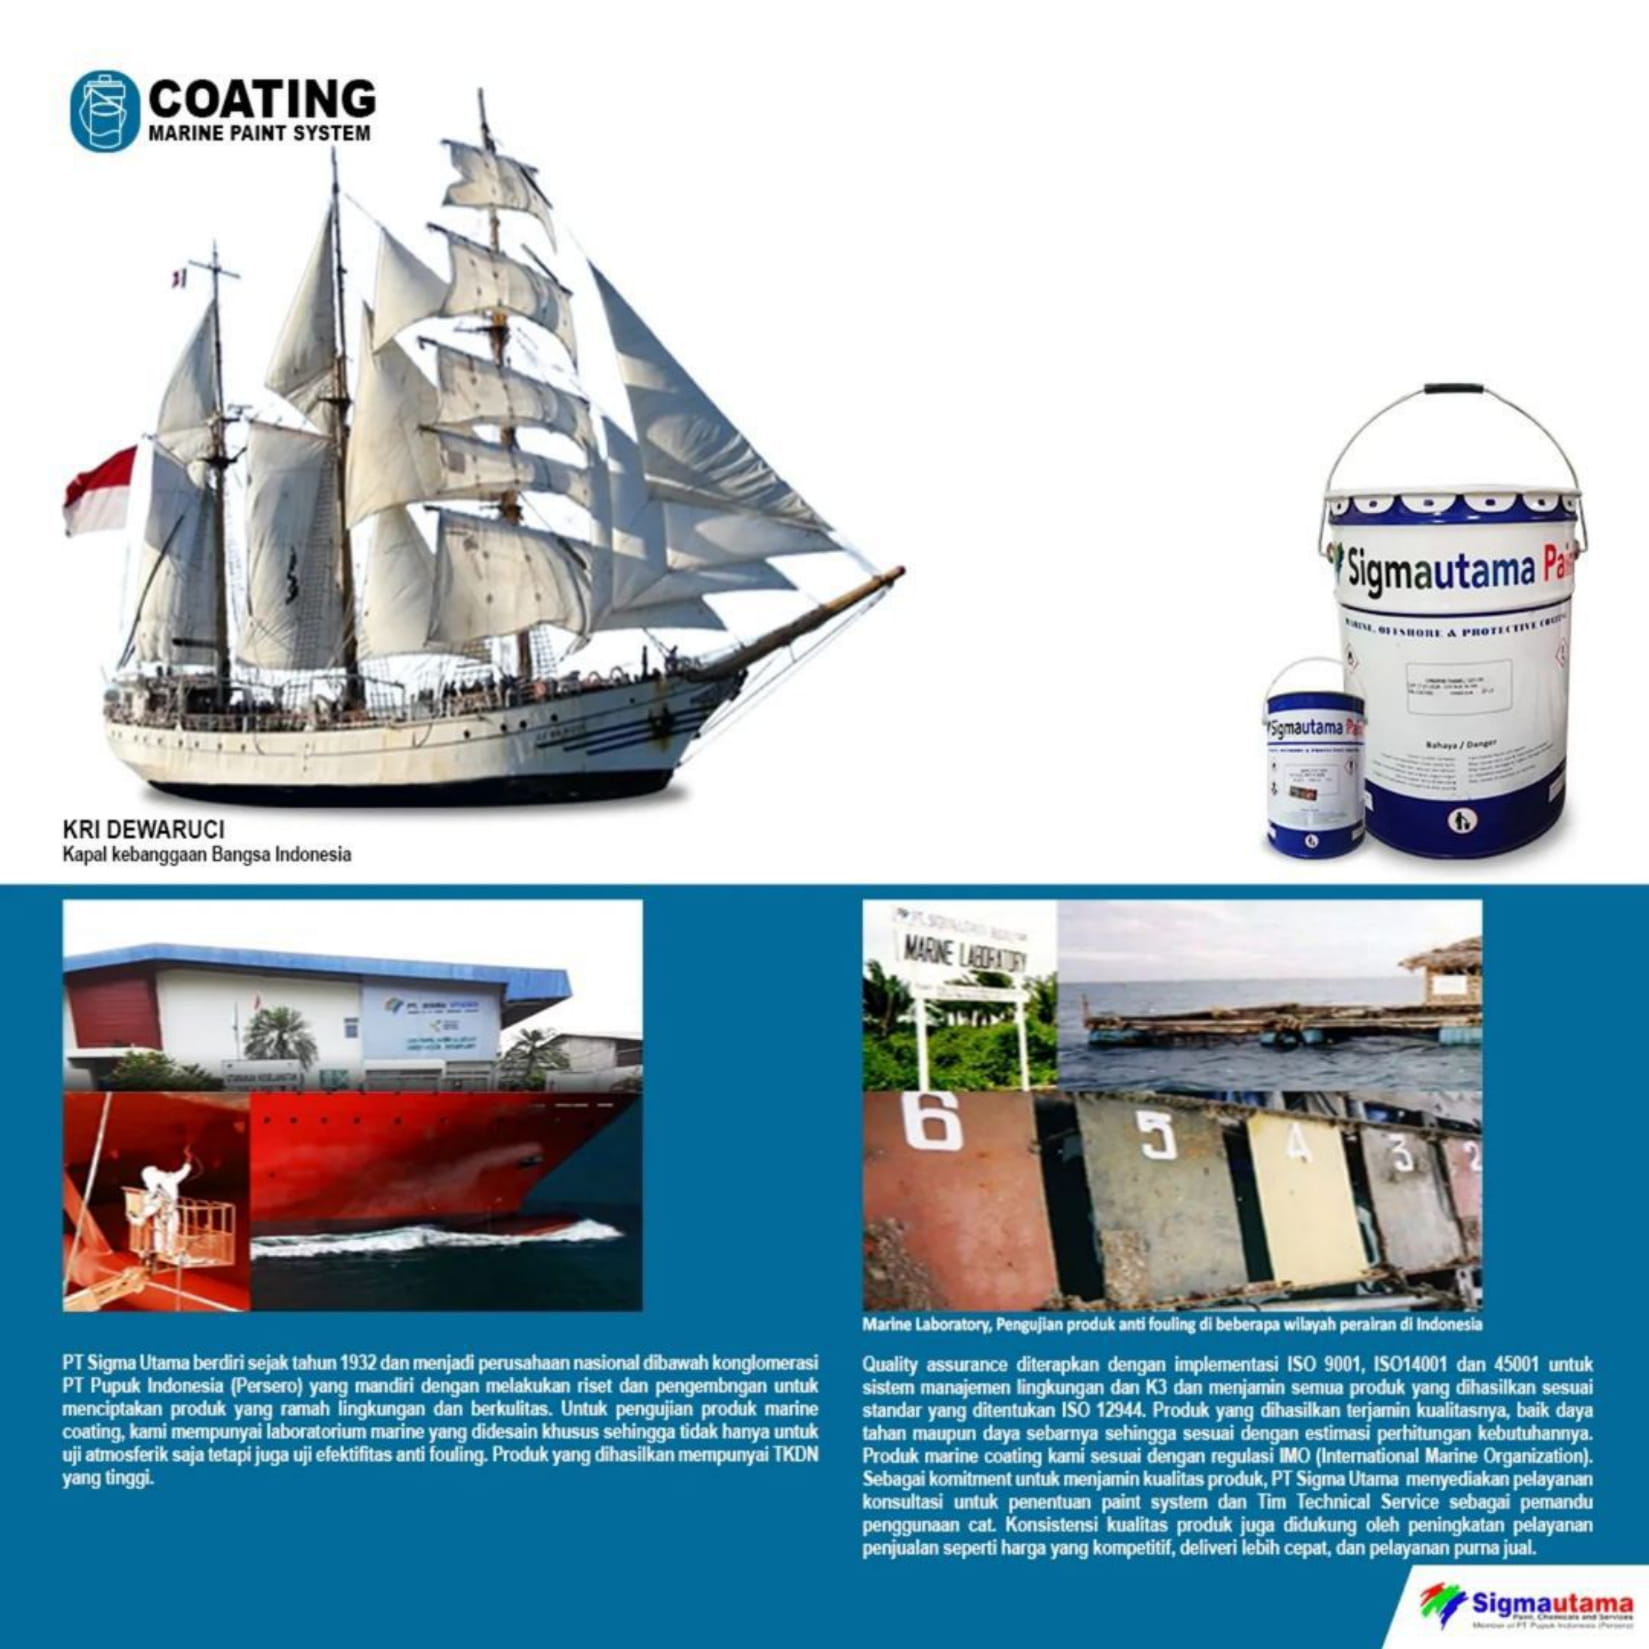 COATING
MARINE PAINT SYSTEM
KRI DEWARUCI
Kapal kebanggaan Bangsa Indonesia
Sigmautama Pai
MARINE, OFFSHORE & PROTECTIVE
Bahaya / Danger
Sigmautama Pai
PT. SIGMA UTAMA
MARINE LABORATORY
6 5 4 3 2
Marine Laboratory, Pengujian produk anti fouling di beberapa wilayah perairan di Indonesia
PT Sigma Utama berdiri sejak tahun 1932 dan menjadi perusahaan nasional dibawah konglomerasi
PT Pupuk Indonesia (Persero) yang mandiri dengan melakukan riset dan pengembngan untuk
menciptakan produk yang ramah lingkungan dan berkulitas. Untuk pengujian produk marine
coating, kami mempunyai laboratorium marine yang didesain khusus sehingga tidak hanya untuk
uji atmosferik saja tetapi juga uji efektifitas anti fouling. Produk yang dihasilkan mempunyai TKDN
yang tinggi.
Quality assurance diterapkan dengan implementasi ISO 9001, ISO14001 dan 45001 untuk
sistem manajemen lingkungan dan K3 dan menjamin semua produk yang dihasilkan sesuai
standar yang ditentukan ISO 12944. Produk yang dihasilkan terjamin kualitasnya, baik daya
tahan maupun daya sebarnya sehingga sesuai dengan estimasi perhitungan kebutuhannya.
Produk marine coating kami sesuai dengan regulasi IMO (International Marine Organization).
Sebagai komitment untuk menjamin kualitas produk, PT Sigma Utama menyediakan pelayanan
konsultasi untuk penentuan paint system dan Tim Technical Service sebagai pemandu
penggunaan cat. Konsistensi kualitas produk juga didukung oleh peningkatan pelayanan
penjualan seperti harga yang kompetitif, deliveri lebih cepat, dan pelayanan purna jual.
Sigmautama
Paint, Chemicals and Services
Member of PT Pupuk Indonesia (Persero)